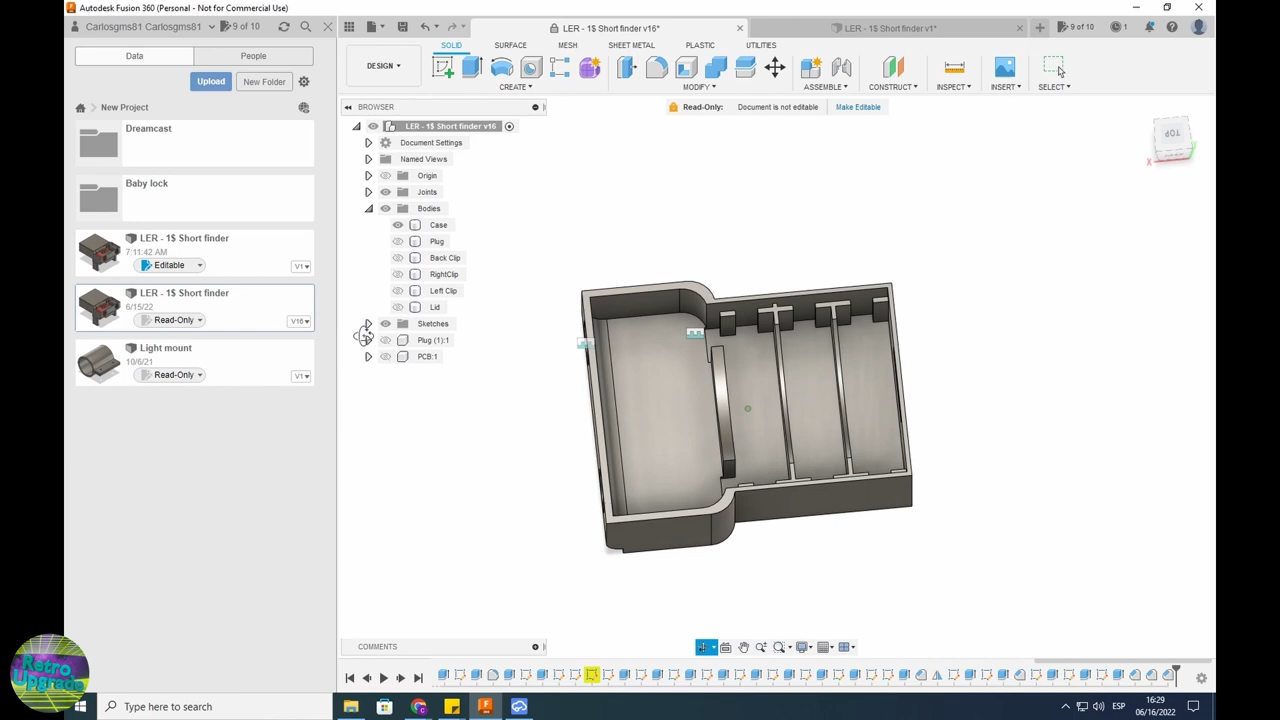 Autodesk Fusion 360 (Personal - Not for Commercial Use)
Carlosgms81 Carlosgms81
9 of 10
LER - 1$ Short finder v16*
LER - 1$ Short finder v1*
9 of 10
1
Data
People
Upload
New Folder
New Project
Dreamcast
Baby lock
LER - 1$ Short finder
7:11:42 AM
Editable
V1
LER - 1$ Short finder
6/15/22
Read-Only
V16
Light mount
10/6/21
Read-Only
V1
DESIGN
SOLID
SURFACE
MESH
SHEET METAL
PLASTIC
UTILITIES
CREATE
MODIFY
ASSEMBLE
CONSTRUCT
INSPECT
INSERT
SELECT
BROWSER
Read-Only:
Document is not editable
Make Editable
LER - 1$ Short finder v16
Document Settings
Named Views
Origin
Joints
Bodies
Case
Plug
Back Clip
RightClip
Left Clip
Lid
Sketches
Plug (1):1
PCB:1
TOP
X
COMMENTS
Retro
Upgrade
Type here to search
ESP
16:29
06/16/2022